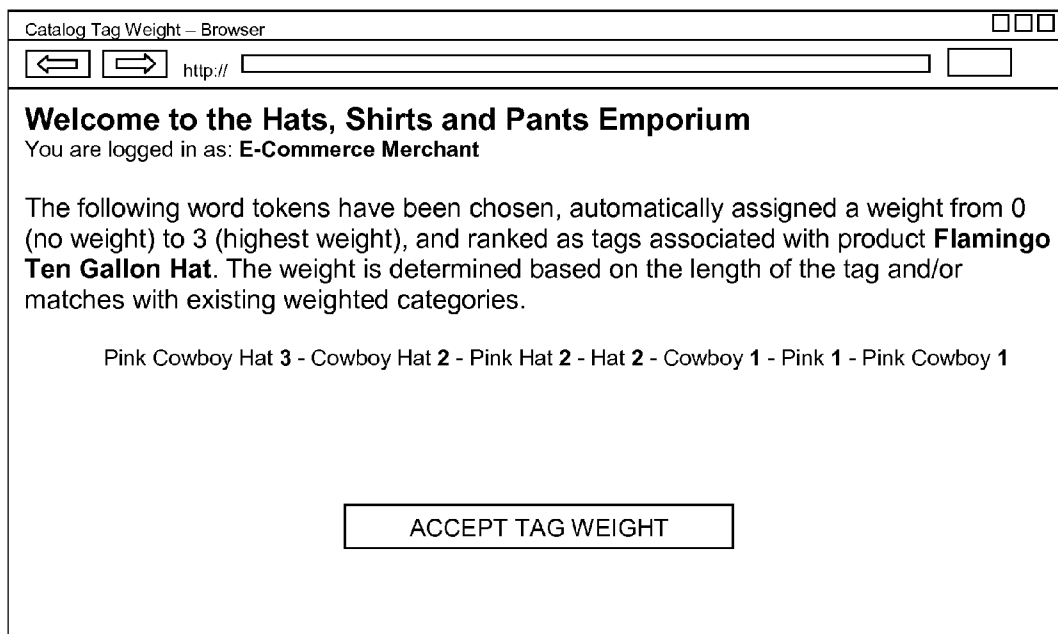 Catalog Tag Weight – Browser
http://
Welcome to the Hats, Shirts and Pants Emporium
You are logged in as: E-Commerce Merchant
The following word tokens have been chosen, automatically assigned a weight from 0
(no weight) to 3 (highest weight), and ranked as tags associated with product Flamingo
Ten Gallon Hat. The weight is determined based on the length of the tag and/or
matches with existing weighted categories.
Pink Cowboy Hat 3 - Cowboy Hat 2 - Pink Hat 2 - Hat 2 - Cowboy 1 - Pink 1 - Pink Cowboy 1
ACCEPT TAG WEIGHT